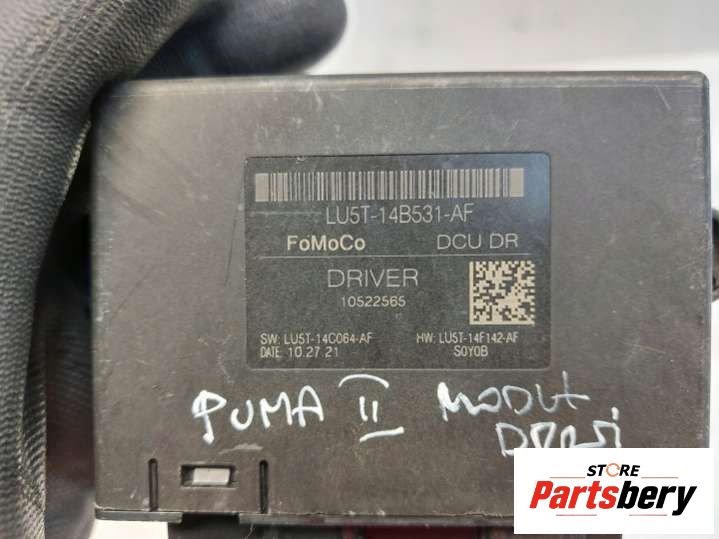 LU5T-14B531-AF
FoMoCo DCU DR
DRIVER
10522565
SW: LU5T-14C064-AF HW: LU5T-14F142-AF
DATE: 10.27.21 S0Y0B
PUMA II MODUŁ
DRZWI
STORE
Partsbery